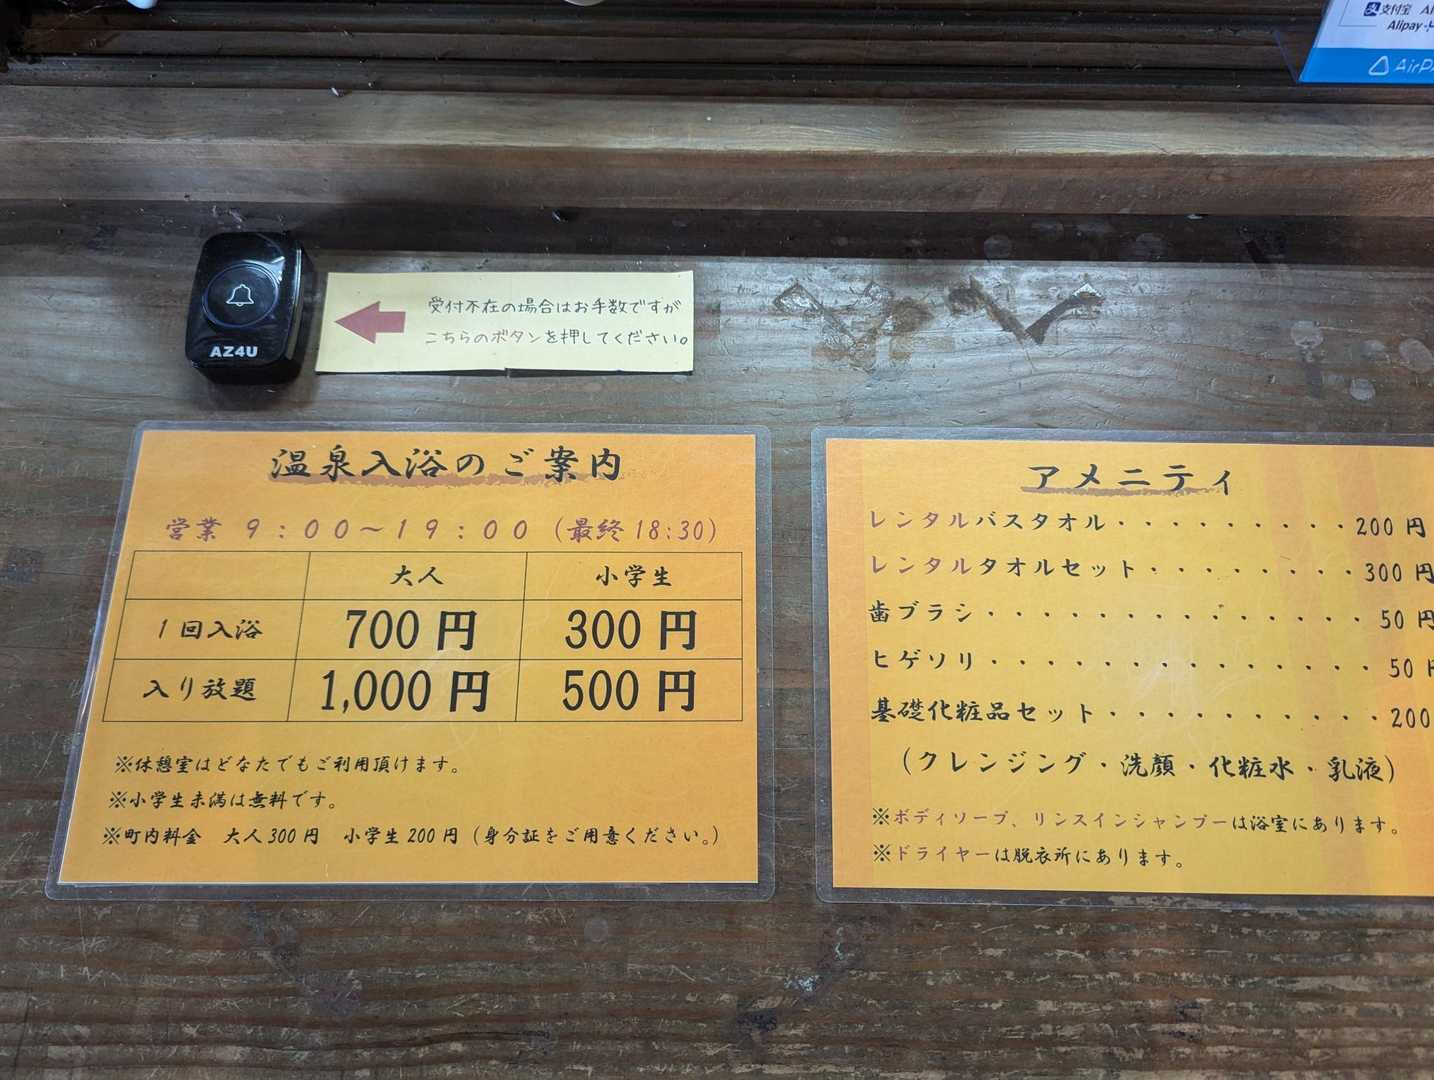 支付宝
Alipay
AirP
AZ4U
受付不在の場合はお手数ですが
こちらのボタンを押してください。
温泉入浴のご案内
営業 9：00～19：00（最終18:30）
大人 小学生
1回入浴 700円 300円
入り放題 1,000円 500円
※休憩室はどなたでもご利用頂けます。
※小学生未満は無料です。
※町内料金 大人300円 小学生200円（身分証をご用意ください。）
アメニティ
レンタルバスタオル・・・・・・・・・200円
レンタルタオルセット・・・・・・・・300円
歯ブラシ・・・・・・・・・・・・・・50円
ヒゲソリ・・・・・・・・・・・・・・50円
基礎化粧品セット・・・・・・・・・・200
（クレンジング・洗顔・化粧水・乳液）
※ボディソープ、リンスインシャンプーは浴室にあります。
※ドライヤーは脱衣所にあります。